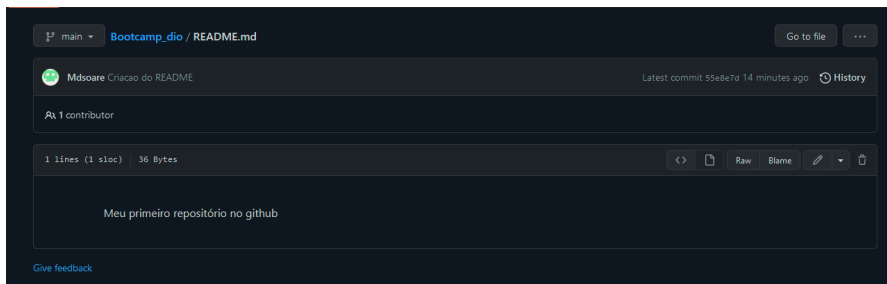 main Bootcamp_dio / README.md Go to file ...
Mdsoare Criacao do README Latest commit 55e8e7d 14 minutes ago History
1 contributor
1 lines (1 sloc) 36 Bytes <> Raw Blame
Meu primeiro repositório no github
Give feedback